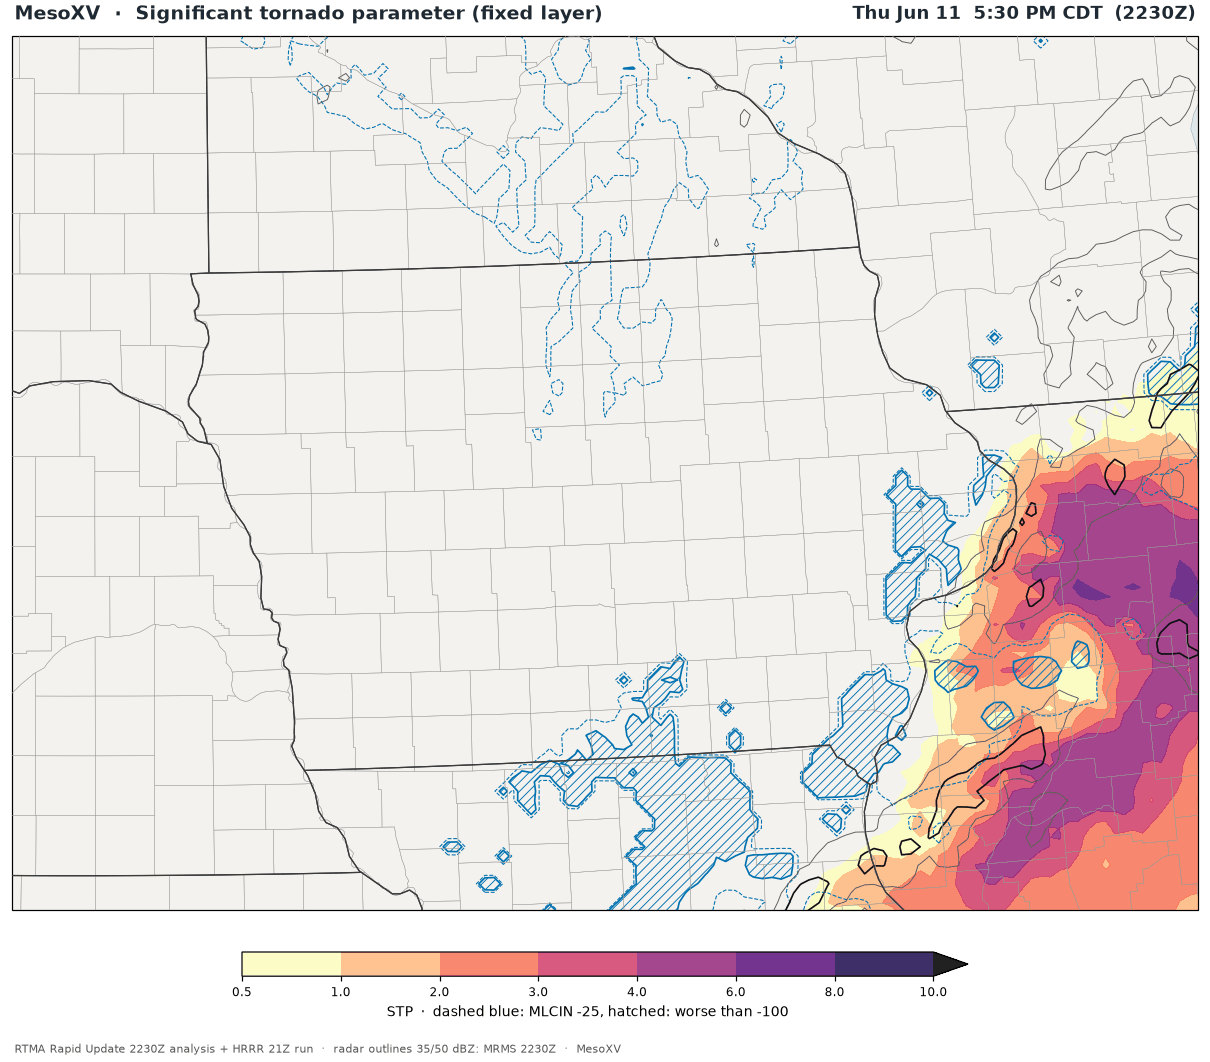 MesoXV · Significant tornado parameter (fixed layer)
Thu Jun 11 5:30 PM CDT (2230Z)
0.5 1.0 2.0 3.0 4.0 6.0 8.0 10.0
STP · dashed blue: MLCIN -25, hatched: worse than -100
RTMA Rapid Update 2230Z analysis + HRRR 21Z run · radar outlines 35/50 dBZ: MRMS 2230Z · MesoXV